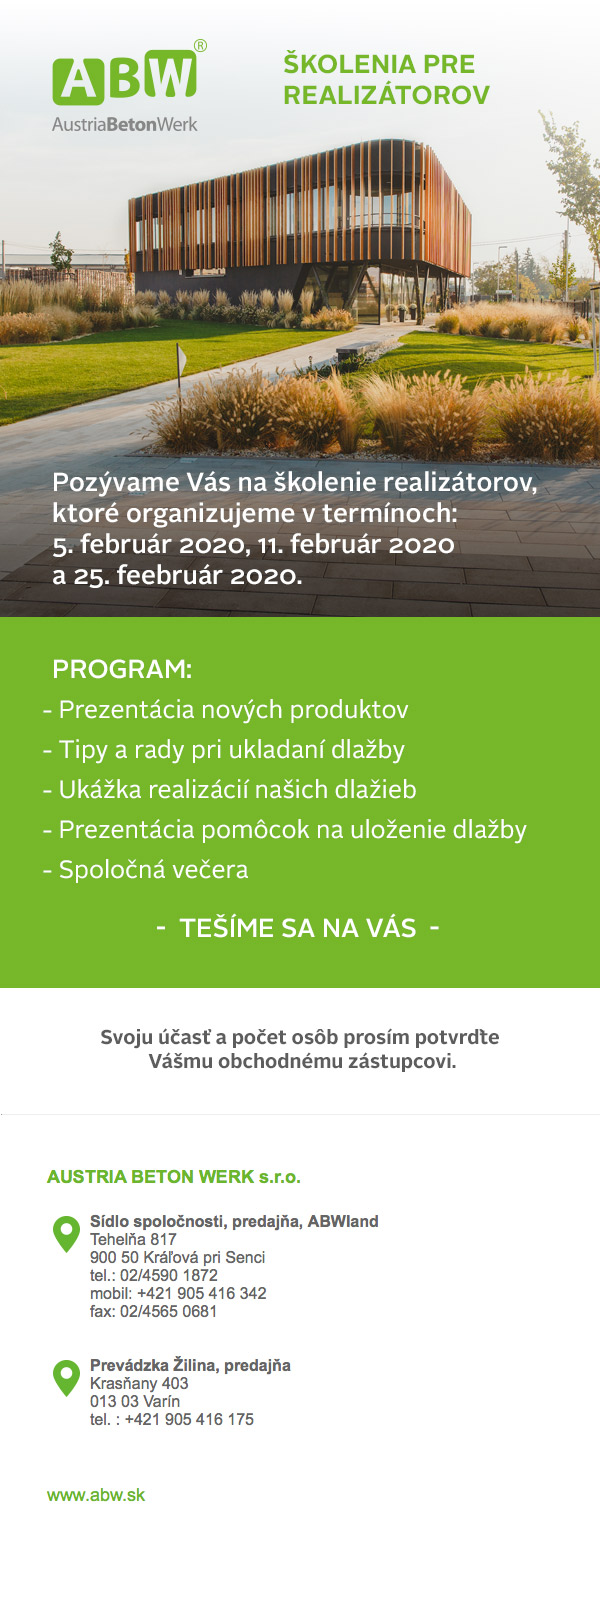 ABW®
AustriaBetonWerk
ŠKOLENIA PRE
REALIZÁTOROV
Pozývame Vás na školenie realizátorov,
ktoré organizujeme v termínoch:
5. február 2020, 11. február 2020
a 25. feebruár 2020.
PROGRAM:
- Prezentácia nových produktov
- Tipy a rady pri ukladaní dlažby
- Ukážka realizácií našich dlažieb
- Prezentácia pomôcok na uloženie dlažby
- Spoločná večera
- TEŠÍME SA NA VÁS -
Svoju účasť a počet osôb prosím potvrďte
Vášmu obchodnému zástupcovi.
AUSTRIA BETON WERK s.r.o.
Sídlo spoločnosti, predajňa, ABWland
Tehelňa 817
900 50 Kráľová pri Senci
tel.: 02/4590 1872
mobil: +421 905 416 342
fax: 02/4565 0681
Prevádzka Žilina, predajňa
Krasňany 403
013 03 Varín
tel. : +421 905 416 175
www.abw.sk